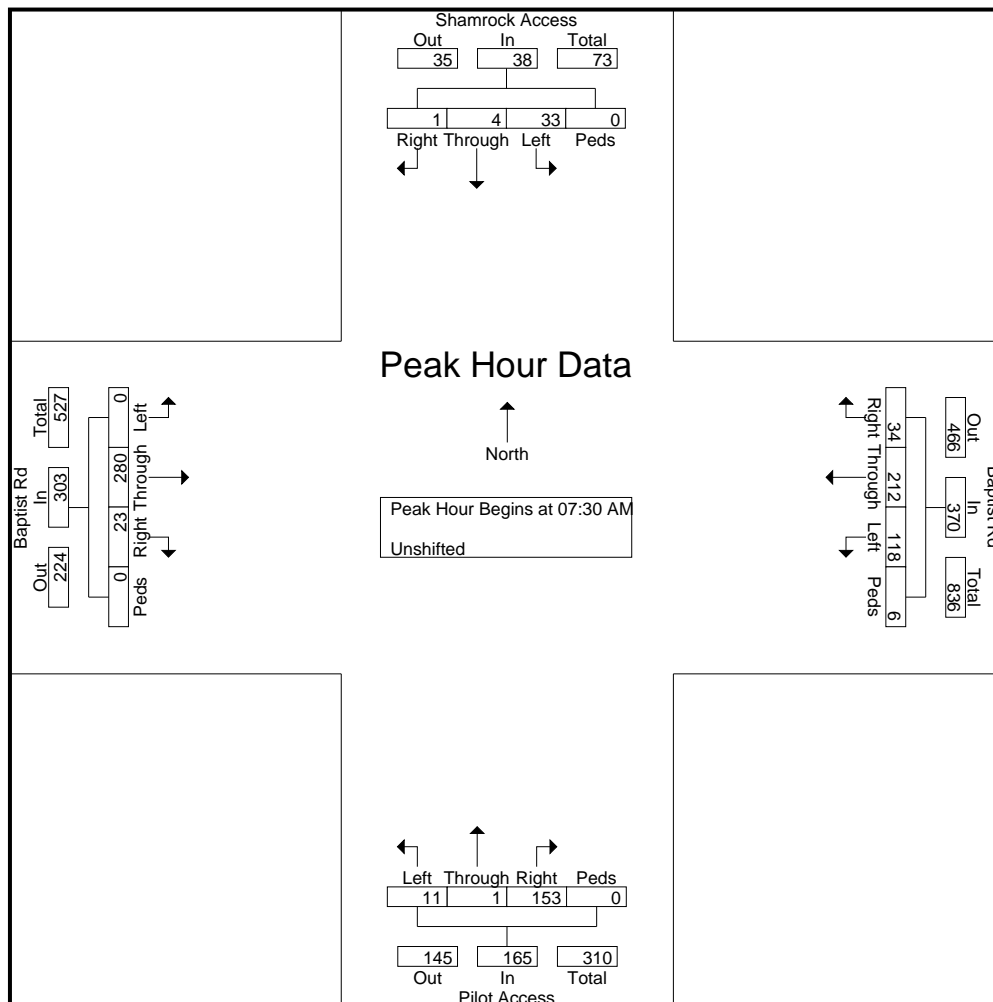 Shamrock Access
Out In Total
35 38 73
1 4 33 0
Right Through Left Peds
Peak Hour Data
North
Peak Hour Begins at 07:30 AM
Unshifted
Baptist Rd
Total In Out
527 303 224
0 280 23 0
Left Through Right Peds
Right Through Left Peds
34 212 118 6
Out In Total
466 370 836
Left Through Right Peds
11 1 153 0
145 165 310
Out In Total
Pilot Access